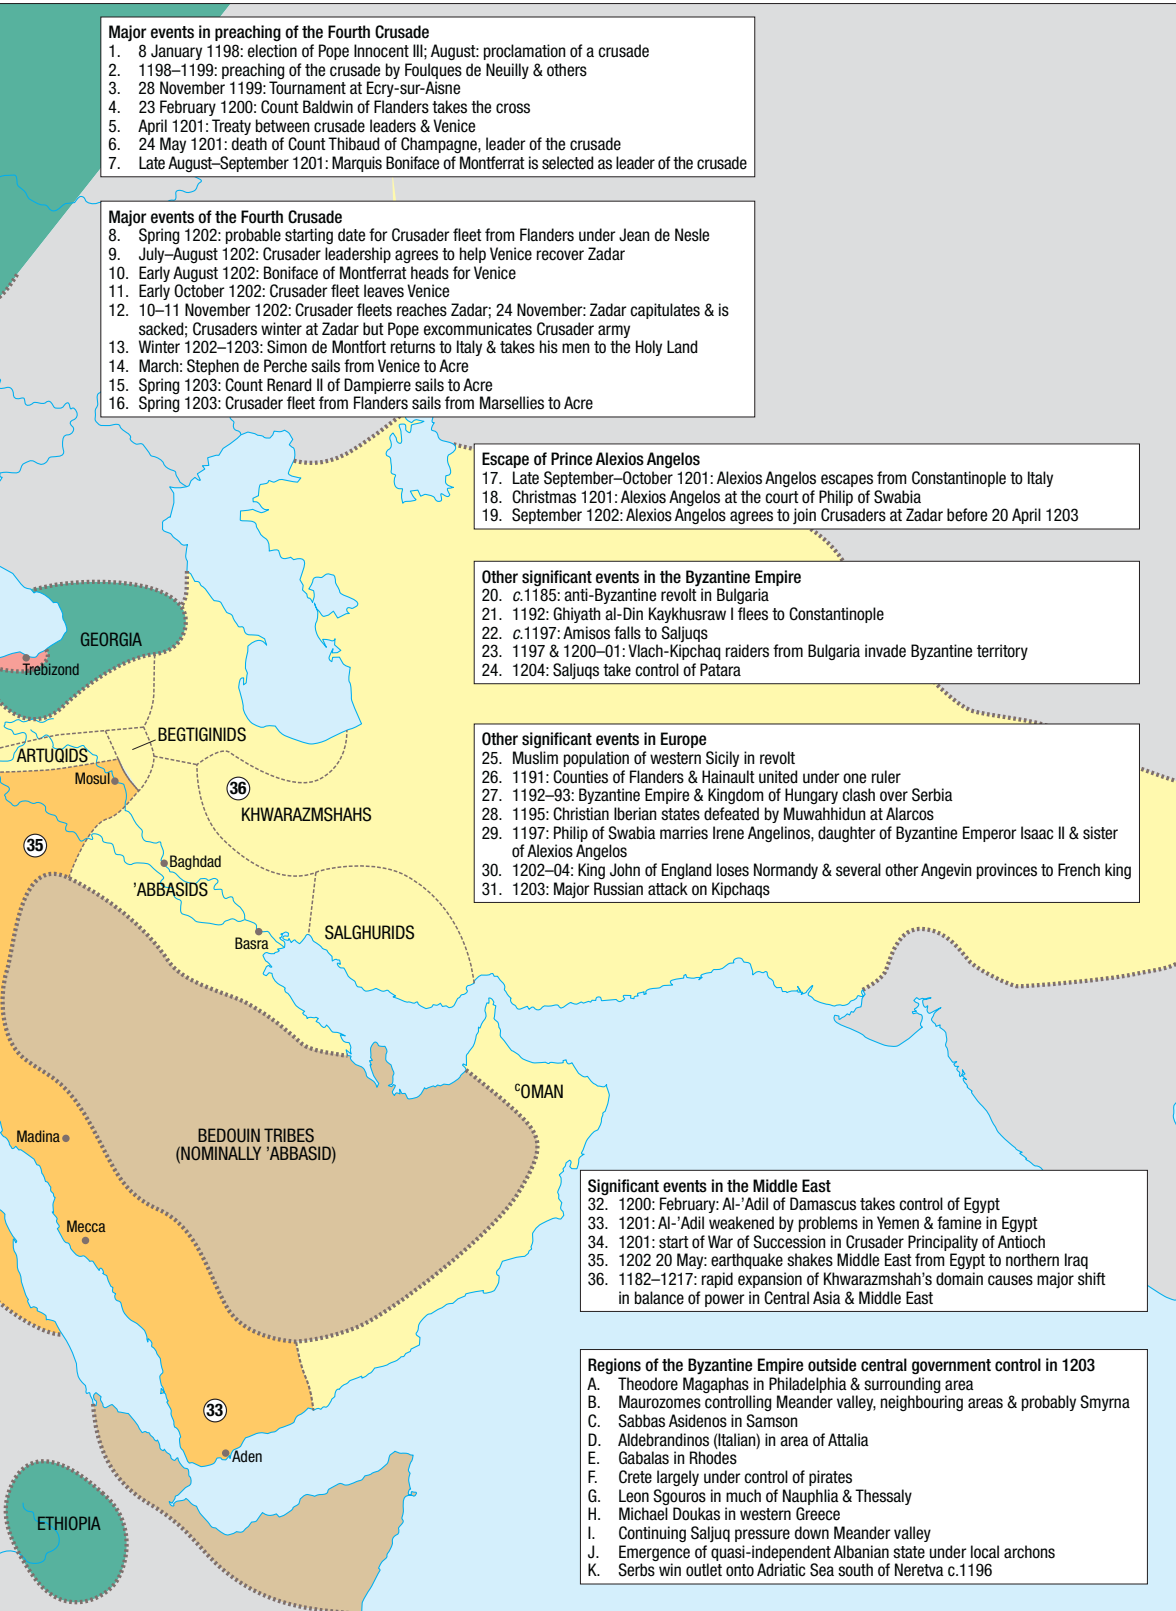 Major events in preaching of the Fourth Crusade
1. 8 January 1198: election of Pope Innocent III; August: proclamation of a crusade
2. 1198–1199: preaching of the crusade by Foulques de Neuilly & others
3. 28 November 1199: Tournament at Ecry-sur-Aisne
4. 23 February 1200: Count Baldwin of Flanders takes the cross
5. April 1201: Treaty between crusade leaders & Venice
6. 24 May 1201: death of Count Thibaud of Champagne, leader of the crusade
7. Late August–September 1201: Marquis Boniface of Montferrat is selected as leader of the crusade
Major events of the Fourth Crusade
8. Spring 1202: probable starting date for Crusader fleet from Flanders under Jean de Nesle
9. July–August 1202: Crusader leadership agrees to help Venice recover Zadar
10. Early August 1202: Boniface of Montferrat heads for Venice
11. Early October 1202: Crusader fleet leaves Venice
12. 10–11 November 1202: Crusader fleets reaches Zadar; 24 November: Zadar capitulates & is
sacked; Crusaders winter at Zadar but Pope excommunicates Crusader army
13. Winter 1202–1203: Simon de Montfort returns to Italy & takes his men to the Holy Land
14. March: Stephen de Perche sails from Venice to Acre
15. Spring 1203: Count Renard II of Dampierre sails to Acre
16. Spring 1203: Crusader fleet from Flanders sails from Marsellies to Acre
Escape of Prince Alexios Angelos
17. Late September–October 1201: Alexios Angelos escapes from Constantinople to Italy
18. Christmas 1201: Alexios Angelos at the court of Philip of Swabia
19. September 1202: Alexios Angelos agrees to join Crusaders at Zadar before 20 April 1203
Other significant events in the Byzantine Empire
20. c.1185: anti-Byzantine revolt in Bulgaria
21. 1192: Ghiyath al-Din Kaykhusraw I flees to Constantinople
22. c.1197: Amisos falls to Saljuqs
23. 1197 & 1200–01: Vlach-Kipchaq raiders from Bulgaria invade Byzantine territory
24. 1204: Saljuqs take control of Patara
Other significant events in Europe
25. Muslim population of western Sicily in revolt
26. 1191: Counties of Flanders & Hainault united under one ruler
27. 1192–93: Byzantine Empire & Kingdom of Hungary clash over Serbia
28. 1195: Christian Iberian states defeated by Muwahhidun at Alarcos
29. 1197: Philip of Swabia marries Irene Angelinos, daughter of Byzantine Emperor Isaac II & sister
of Alexios Angelos
30. 1202–04: King John of England loses Normandy & several other Angevin provinces to French king
31. 1203: Major Russian attack on Kipchaqs
GEORGIA
Trebizond
BEGTIGINIDS
ARTUQIDS
Mosul
36
KHWARAZMSHAHS
35
Baghdad
'ABBASIDS
SALGHURIDS
Basra
ᶜOMAN
Madina
BEDOUIN TRIBES
(NOMINALLY 'ABBASID)
Mecca
33
Aden
ETHIOPIA
Significant events in the Middle East
32. 1200: February: Al-'Adil of Damascus takes control of Egypt
33. 1201: Al-'Adil weakened by problems in Yemen & famine in Egypt
34. 1201: start of War of Succession in Crusader Principality of Antioch
35. 1202 20 May: earthquake shakes Middle East from Egypt to northern Iraq
36. 1182–1217: rapid expansion of Khwarazmshah's domain causes major shift
in balance of power in Central Asia & Middle East
Regions of the Byzantine Empire outside central government control in 1203
A. Theodore Magaphas in Philadelphia & surrounding area
B. Maurozomes controlling Meander valley, neighbouring areas & probably Smyrna
C. Sabbas Asidenos in Samson
D. Aldebrandinos (Italian) in area of Attalia
E. Gabalas in Rhodes
F. Crete largely under control of pirates
G. Leon Sgouros in much of Nauphlia & Thessaly
H. Michael Doukas in western Greece
I. Continuing Saljuq pressure down Meander valley
J. Emergence of quasi-independent Albanian state under local archons
K. Serbs win outlet onto Adriatic Sea south of Neretva c.1196